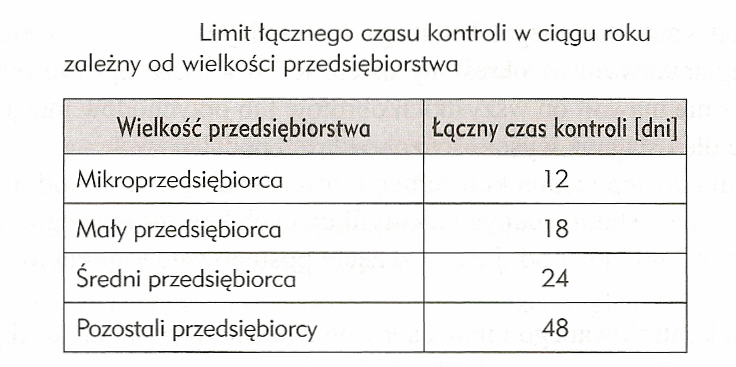 Limit łącznego czasu kontroli w ciągu roku
zależny od wielkości przedsiębiorstwa
Wielkość przedsiębiorstwa Łączny czas kontroli [dni]
Mikroprzedsiębiorca 12
Mały przedsiębiorca 18
Średni przedsiębiorca 24
Pozostali przedsiębiorcy 48